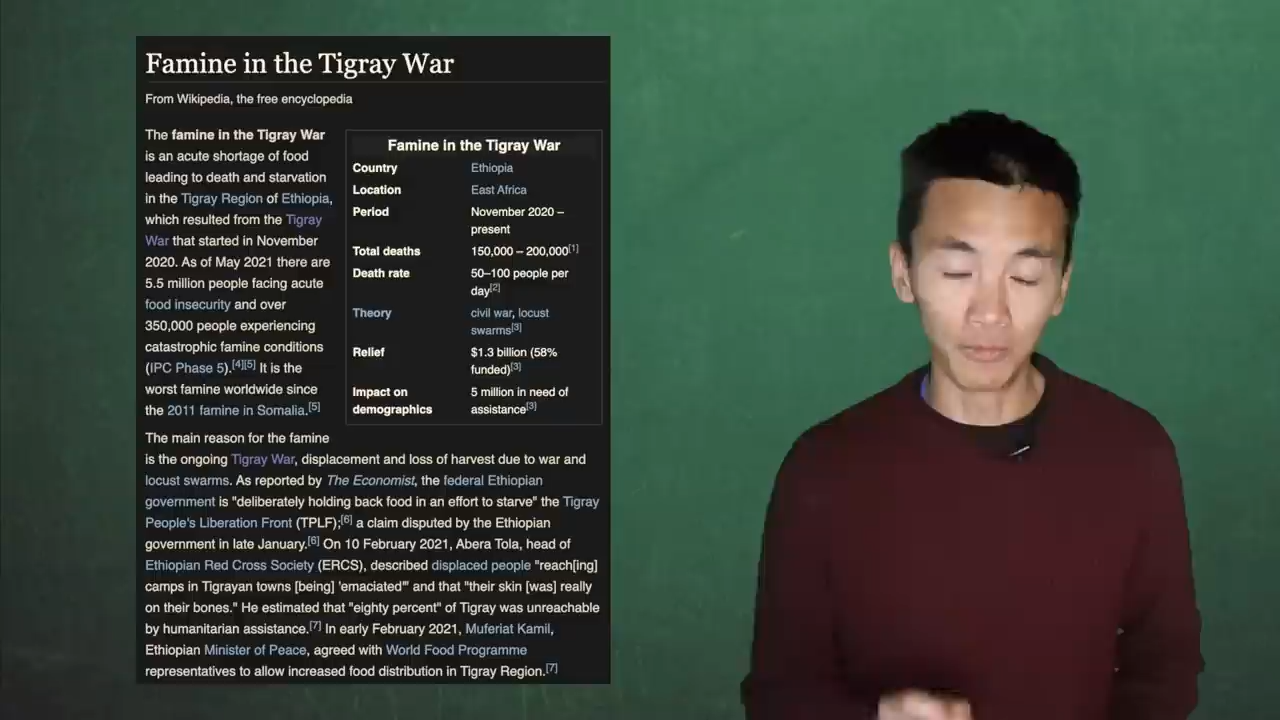 Famine in the Tigray War
From Wikipedia, the free encyclopedia
The famine in the Tigray War
is an acute shortage of food
leading to death and starvation
in the Tigray Region of Ethiopia,
which resulted from the Tigray
War that started in November
2020. As of May 2021 there are
5.5 million people facing acute
food insecurity and over
350,000 people experiencing
catastrophic famine conditions
(IPC Phase 5).[4][5] It is the
worst famine worldwide since
the 2011 famine in Somalia.[5]
Famine in the Tigray War
Country Ethiopia
Location East Africa
Period November 2020 –
present
Total deaths 150,000 – 200,000[1]
Death rate 50–100 people per
day[2]
Theory civil war, locust
swarms[3]
Relief $1.3 billion (58%
funded)[3]
Impact on 5 million in need of
demographics assistance[3]
The main reason for the famine
is the ongoing Tigray War, displacement and loss of harvest due to war and
locust swarms. As reported by The Economist, the federal Ethiopian
government is "deliberately holding back food in an effort to starve" the Tigray
People's Liberation Front (TPLF);[6] a claim disputed by the Ethiopian
government in late January.[6] On 10 February 2021, Abera Tola, head of
Ethiopian Red Cross Society (ERCS), described displaced people "reach[ing]
camps in Tigrayan towns [being] 'emaciated'" and that "their skin [was] really
on their bones." He estimated that "eighty percent" of Tigray was unreachable
by humanitarian assistance.[7] In early February 2021, Muferiat Kamil,
Ethiopian Minister of Peace, agreed with World Food Programme
representatives to allow increased food distribution in Tigray Region.[7]